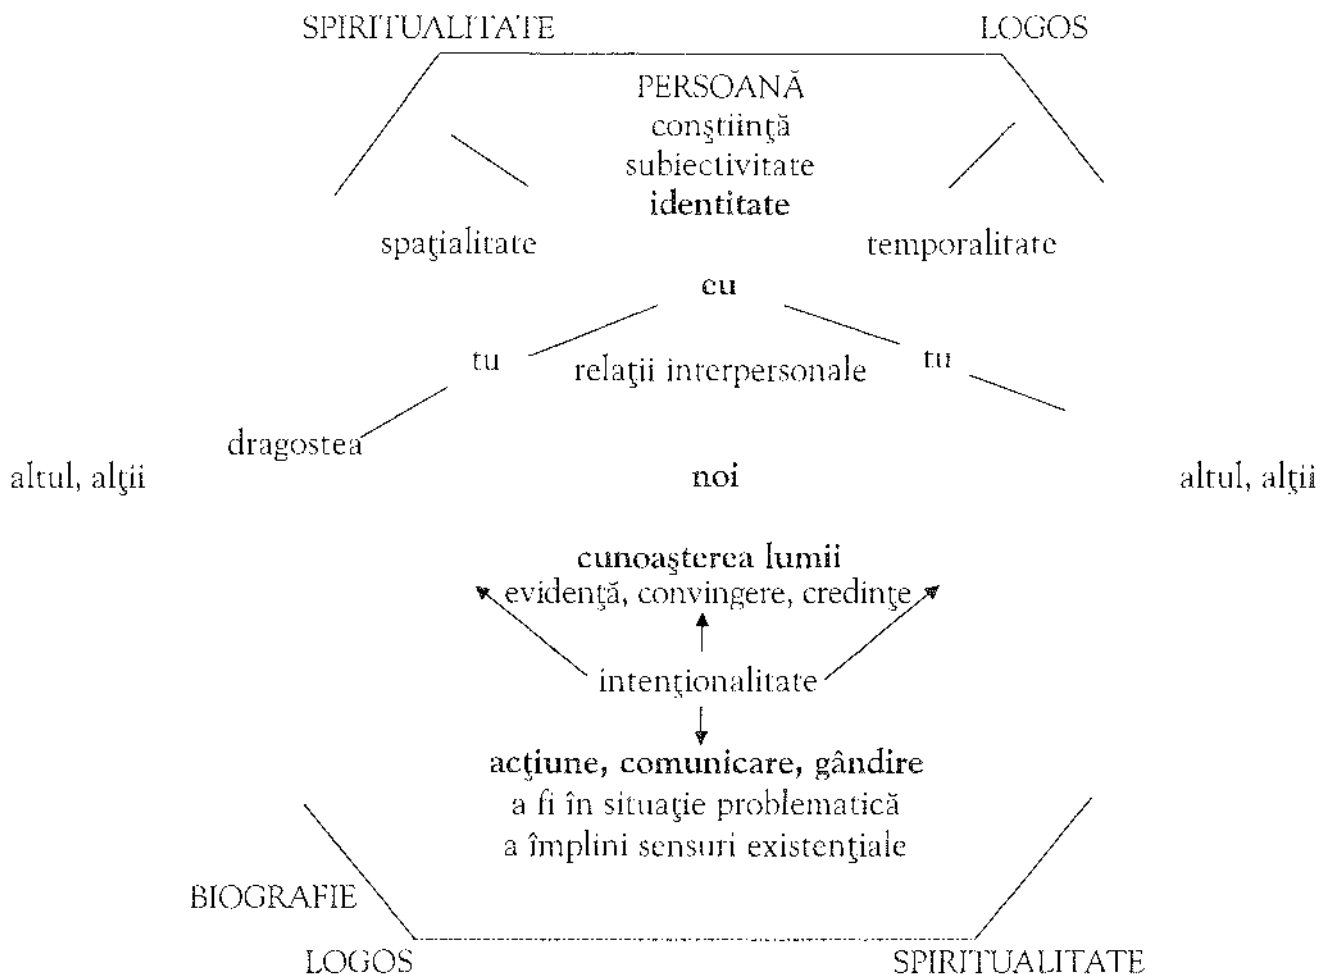 SPIRITUALITATE LOGOS
PERSOANĂ
conştiinţă
subiectivitate
identitate
spaţialitate temporalitate
cu
tu relaţii interpersonale tu
dragostea
altul, alţii noi altul, alţii
cunoaşterea lumii
evidenţă, convingere, credinţe
intenţionalitate
acţiune, comunicare, gândire
a fi în situaţie problematică
a împlini sensuri existenţiale
BIOGRAFIE
LOGOS SPIRITUALITATE